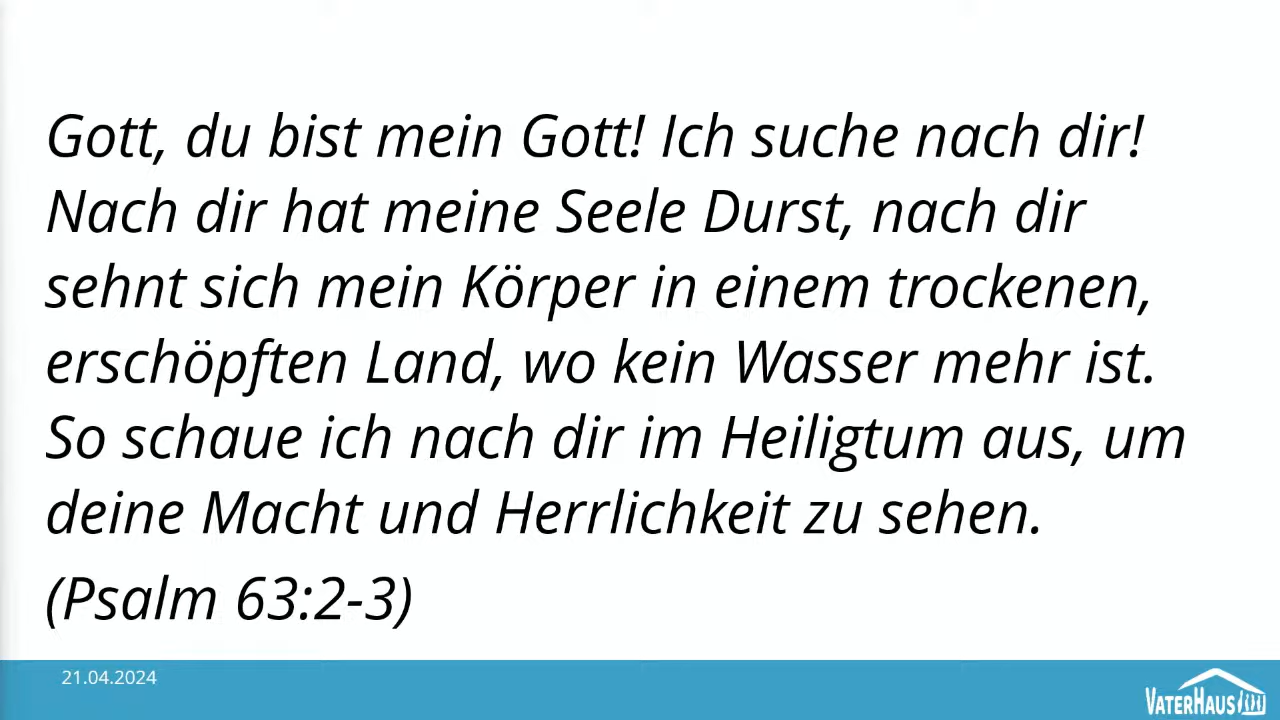 Gott, du bist mein Gott! Ich suche nach dir!
Nach dir hat meine Seele Durst, nach dir
sehnt sich mein Körper in einem trockenen,
erschöpften Land, wo kein Wasser mehr ist.
So schaue ich nach dir im Heiligtum aus, um
deine Macht und Herrlichkeit zu sehen.
(Psalm 63:2-3)
21.04.2024
VATERHAUS